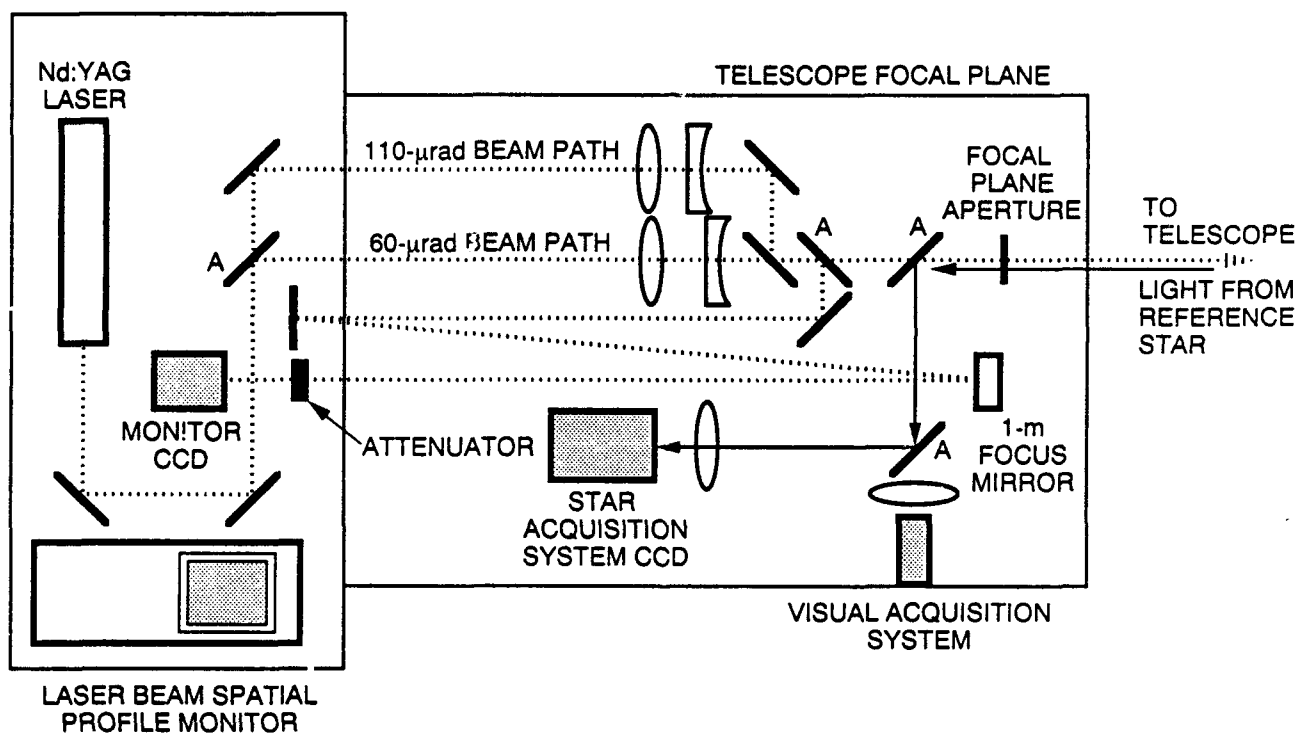 Nd:YAG
LASER
TELESCOPE FOCAL PLANE
110-μrad BEAM PATH
FOCAL
PLANE
APERTURE
TO
TELESCOPE
A
60-μrad BEAM PATH
A
A
LIGHT FROM
REFERENCE
STAR
MONITOR
CCD
ATTENUATOR
1-m
FOCUS
MIRROR
A
STAR
ACQUISITION
SYSTEM CCD
VISUAL ACQUISITION
SYSTEM
LASER BEAM SPATIAL
PROFILE MONITOR